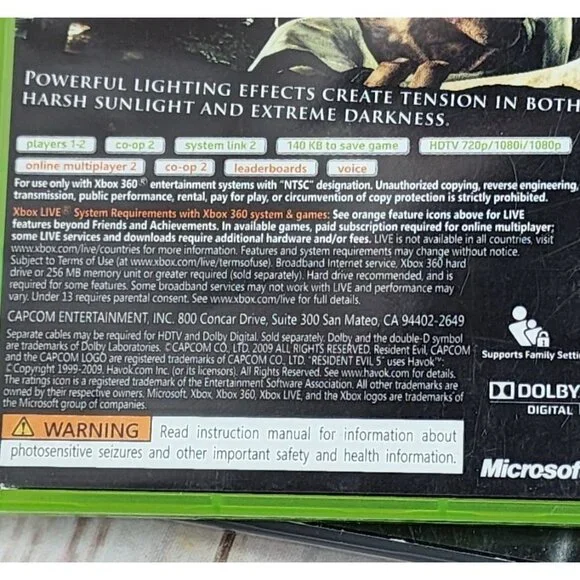 POWERFUL LIGHTING EFFECTS CREATE TENSION IN BOTH
HARSH SUNLIGHT AND EXTREME DARKNESS.
players 1-2 co-op 2 system link 2 140 KB to save game HDTV 720p/1080i/1080p
online multiplayer 2 co-op 2 leaderboards voice
For use only with Xbox 360® entertainment systems with "NTSC" designation. Unauthorized copying, reverse engineering,
transmission, public performance, rental, pay for play, or circumvention of copy protection is strictly prohibited.
Xbox LIVE® System Requirements with Xbox 360 system & games: See orange feature icons above for LIVE
features beyond Friends and Achievements. In available games, paid subscription required for online multiplayer;
some LIVE services and downloads require additional hardware and/or fees. LIVE is not available in all countries, visit
www.xbox.com/live/countries for more information. Features and system requirements may change without notice.
Subject to Terms of Use (at www.xbox.com/live/termsofuse). Broadband Internet service, Xbox 360 hard
drive or 256 MB memory unit or greater required (sold separately). Hard drive recommended, and is
required for some features. Some broadband services may not work with LIVE and performance may
vary. Under 13 requires parental consent. See www.xbox.com/live for full details.
CAPCOM ENTERTAINMENT, INC. 800 Concar Drive, Suite 300 San Mateo, CA 94402-2649
Separate cables may be required for HDTV and Dolby Digital. Sold separately. Dolby and the double-D symbol
are trademarks of Dolby Laboratories. © CAPCOM CO., LTD. 2009 ALL RIGHTS RESERVED. Resident Evil, CAPCOM
and the CAPCOM LOGO are registered trademarks of CAPCOM CO., LTD. "RESIDENT EVIL 5" uses Havok™:
© Copyright 1999-2009. Havok.com Inc. (or its licensors). All Rights Reserved. See www.havok.com for details.
The ratings icon is a registered trademark of the Entertainment Software Association. All other trademarks are
owned by their respective owners. Microsoft, Xbox, Xbox 360, Xbox LIVE, and the Xbox logos are trademarks of
the Microsoft group of companies.
Supports Family Setti
DOLBY
DIGITAL
WARNING Read instruction manual for information about
photosensitive seizures and other important safety and health information.
Microsof